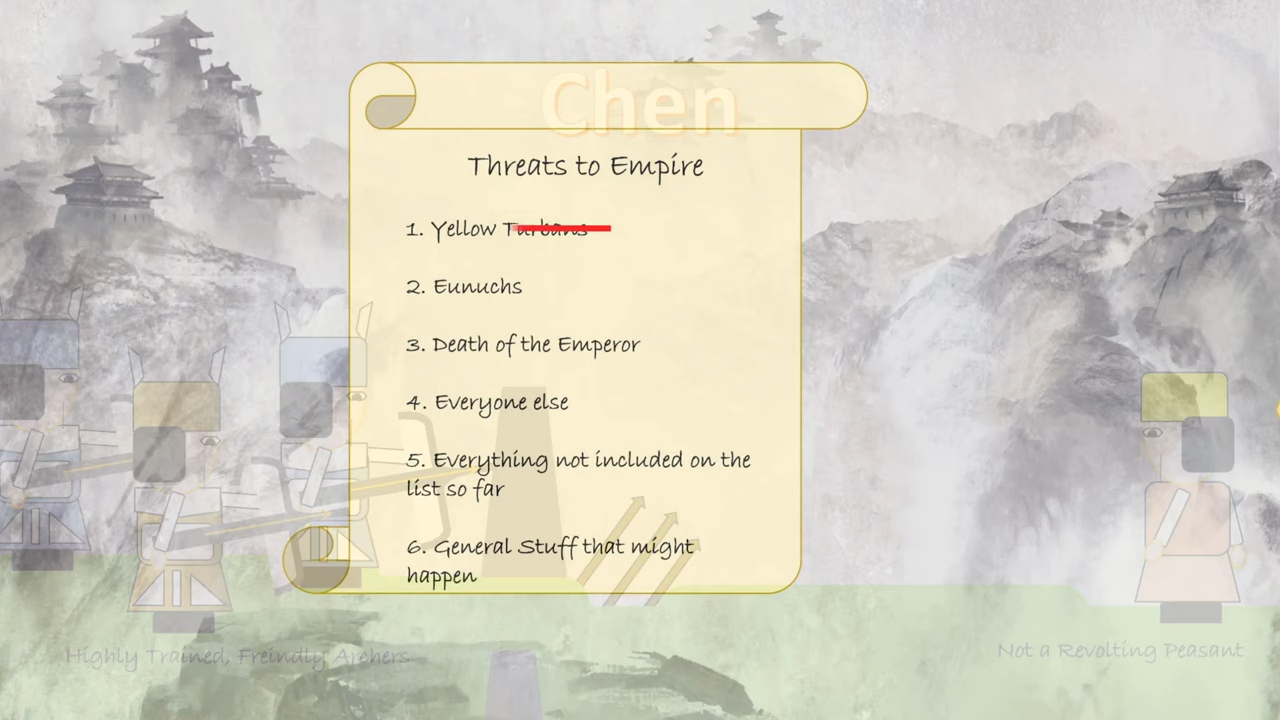 Chen
Threats to Empire
1. Yellow Turbans
2. Eunuchs
3. Death of the Emperor
4. Everyone else
5. Everything not included on the
list so far
6. General Stuff that might
happen
Highly Trained, Freindly Archers
Not a Revolting Peasant